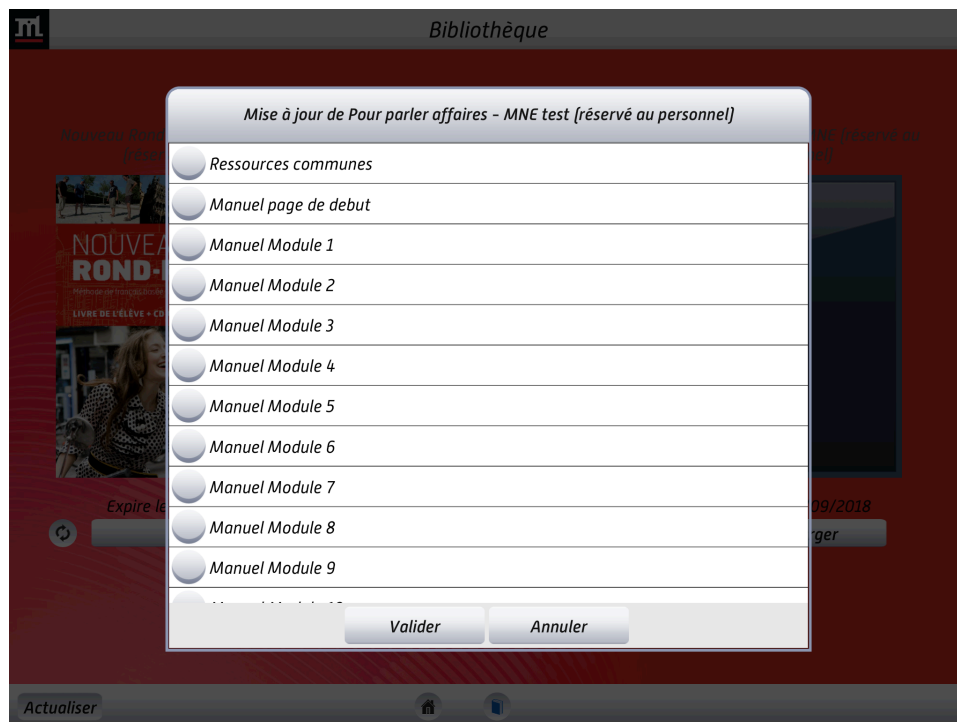 Bibliothèque
Mise à jour de Pour parler affaires - MNE test (réservé au personnel)
Ressources communes
Manuel page de debut
Manuel Module 1
Manuel Module 2
Manuel Module 3
Manuel Module 4
Manuel Module 5
Manuel Module 6
Manuel Module 7
Manuel Module 8
Manuel Module 9
NOUVEA
ROND-
LIVRE DE L'ÉLÈVE + CD
Expire le
09/2018
rger
Valider
Annuler
Actualiser